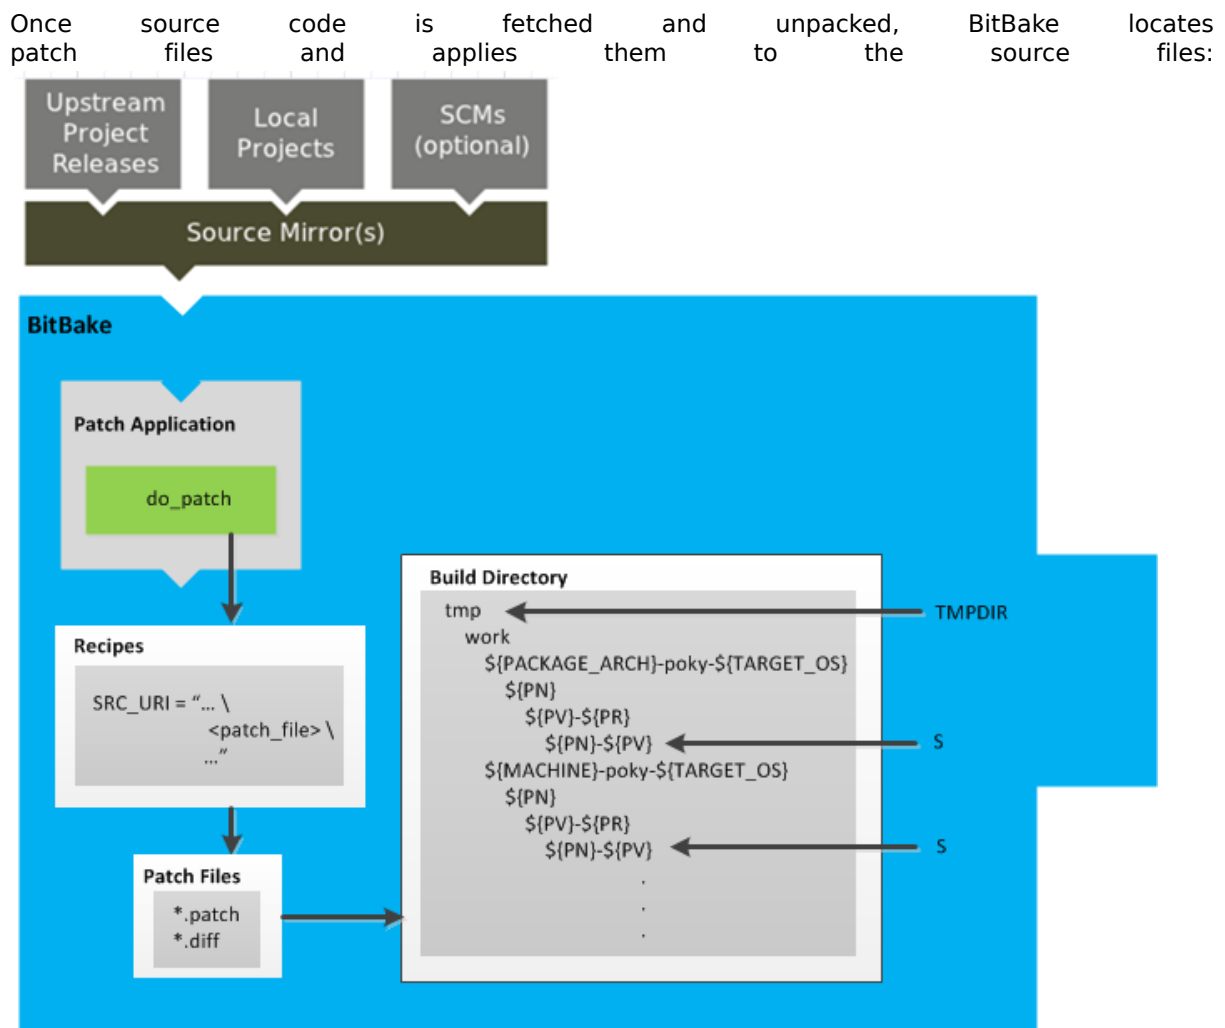 Once source code is fetched and unpacked, BitBake locates
patch files and applies them to the source files:
Upstream
Project
Releases
Local
Projects
SCMs
(optional)
Source Mirror(s)
BitBake
Patch Application
do_patch
Recipes
SRC_URI = “... \
<patch_file> \
...”
Patch Files
*.patch
*.diff
Build Directory
tmp
TMPDIR
work
${PACKAGE_ARCH}-poky-${TARGET_OS}
${PN}
${PV}-${PR}
${PN}-${PV}
S
${MACHINE}-poky-${TARGET_OS}
${PN}
${PV}-${PR}
${PN}-${PV}
S
.
.
.